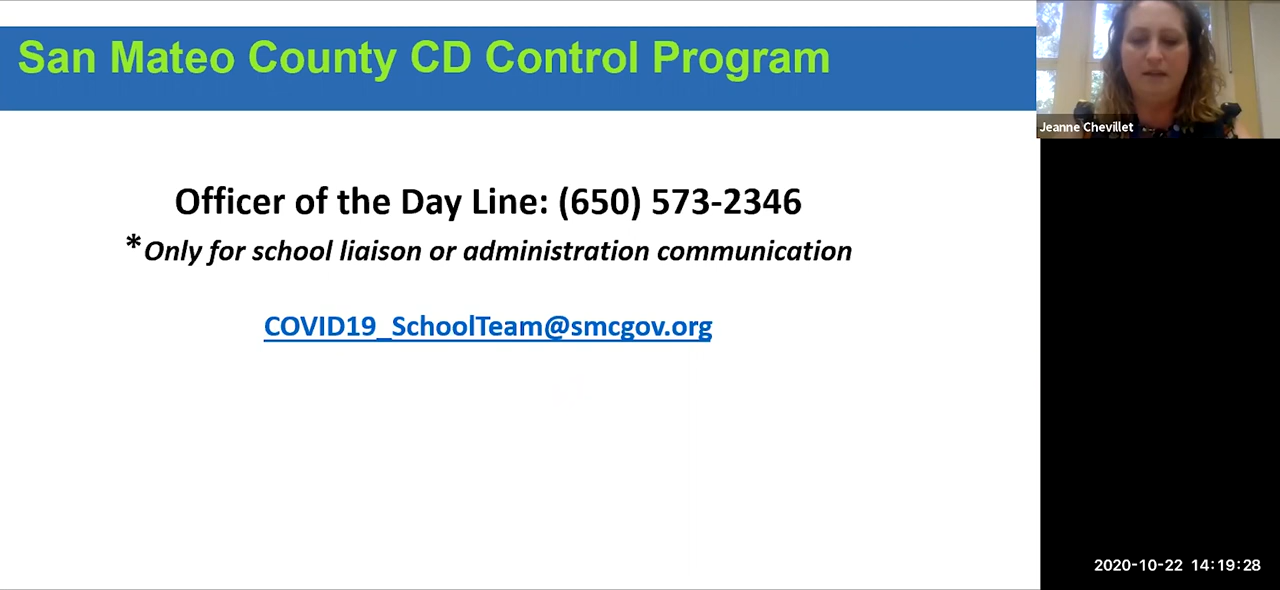 San Mateo County CD Control Program
Officer of the Day Line: (650) 573-2346
*Only for school liaison or administration communication
COVID19_SchoolTeam@smcgov.org
Jeanne Chevillet
2020-10-22 14:19:28